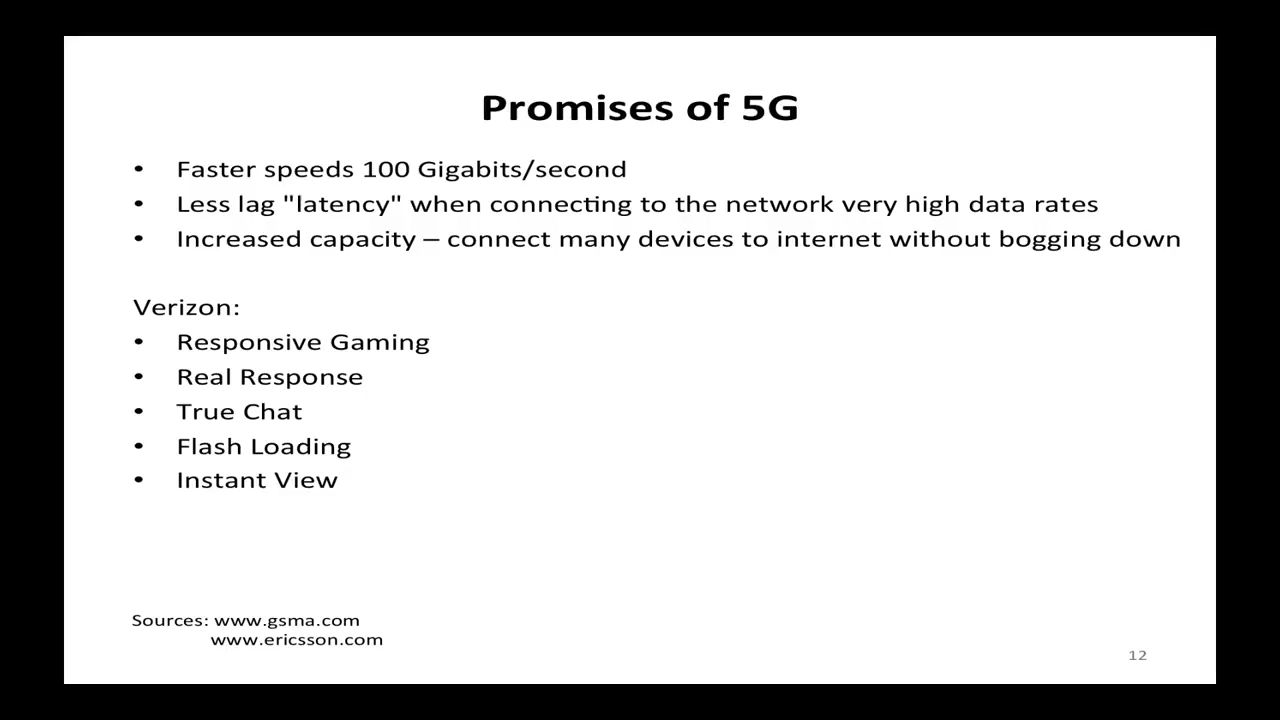 Promises of 5G
• Faster speeds 100 Gigabits/second
• Less lag "latency" when connecting to the network very high data rates
• Increased capacity – connect many devices to internet without bogging down
Verizon:
• Responsive Gaming
• Real Response
• True Chat
• Flash Loading
• Instant View
Sources: www.gsma.com
www.ericsson.com
12